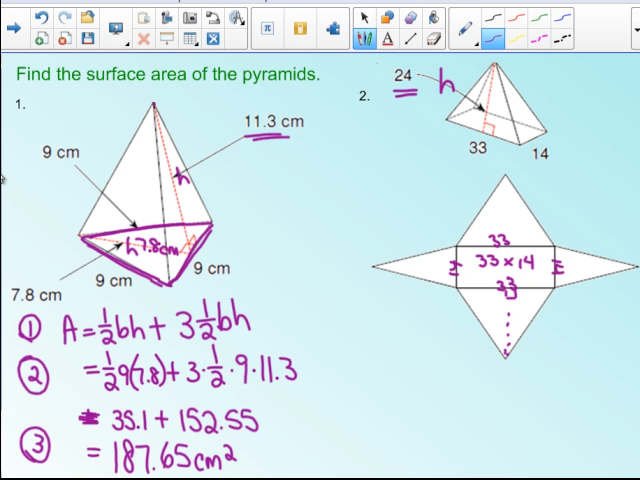 Find the surface area of the pyramids.
1.
11.3 cm
9 cm
h
h 7.8cm
9 cm
9 cm
7.8 cm
① A = ½bh + 3 ½bh
② = ½9(7.8) + 3 · ½ · 9 · 11.3
= 35.1 + 152.55
③ = 187.65 cm²
2.
24 h
33
14
33
33 × 14
33